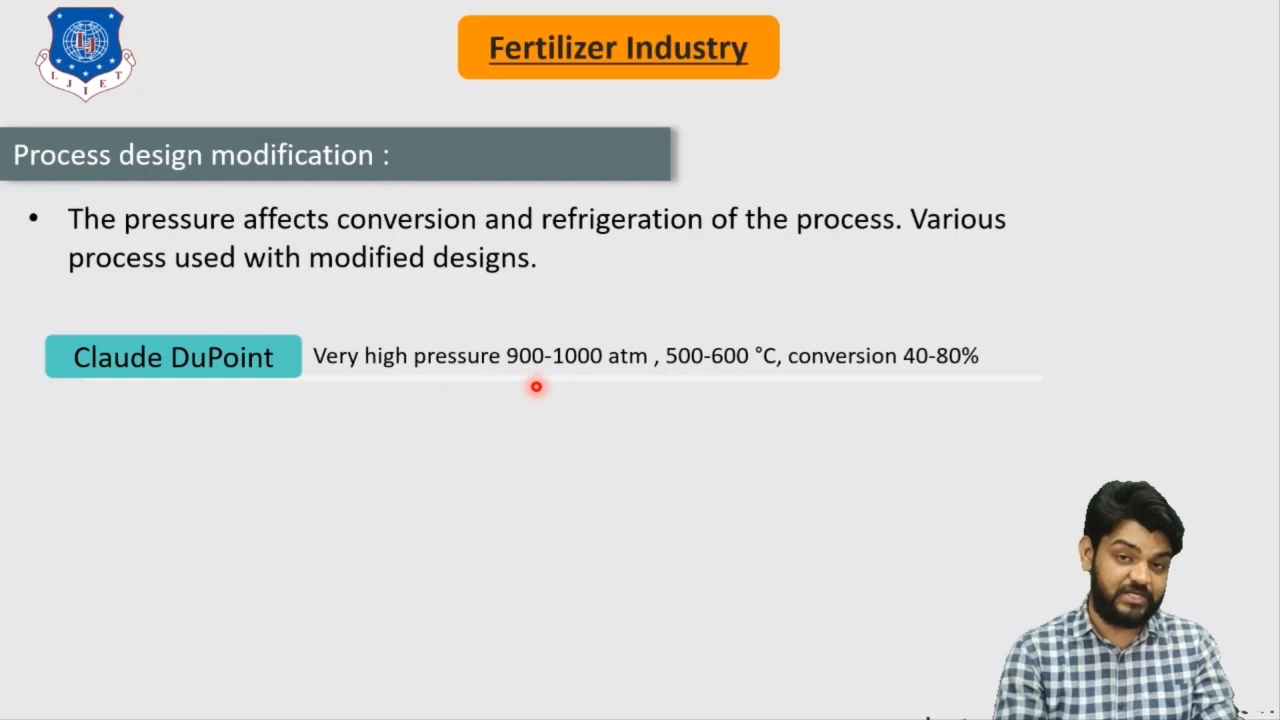 LJIET
Fertilizer Industry
Process design modification :
• The pressure affects conversion and refrigeration of the process. Various
process used with modified designs.
Claude DuPoint
Very high pressure 900-1000 atm , 500-600 °C, conversion 40-80%